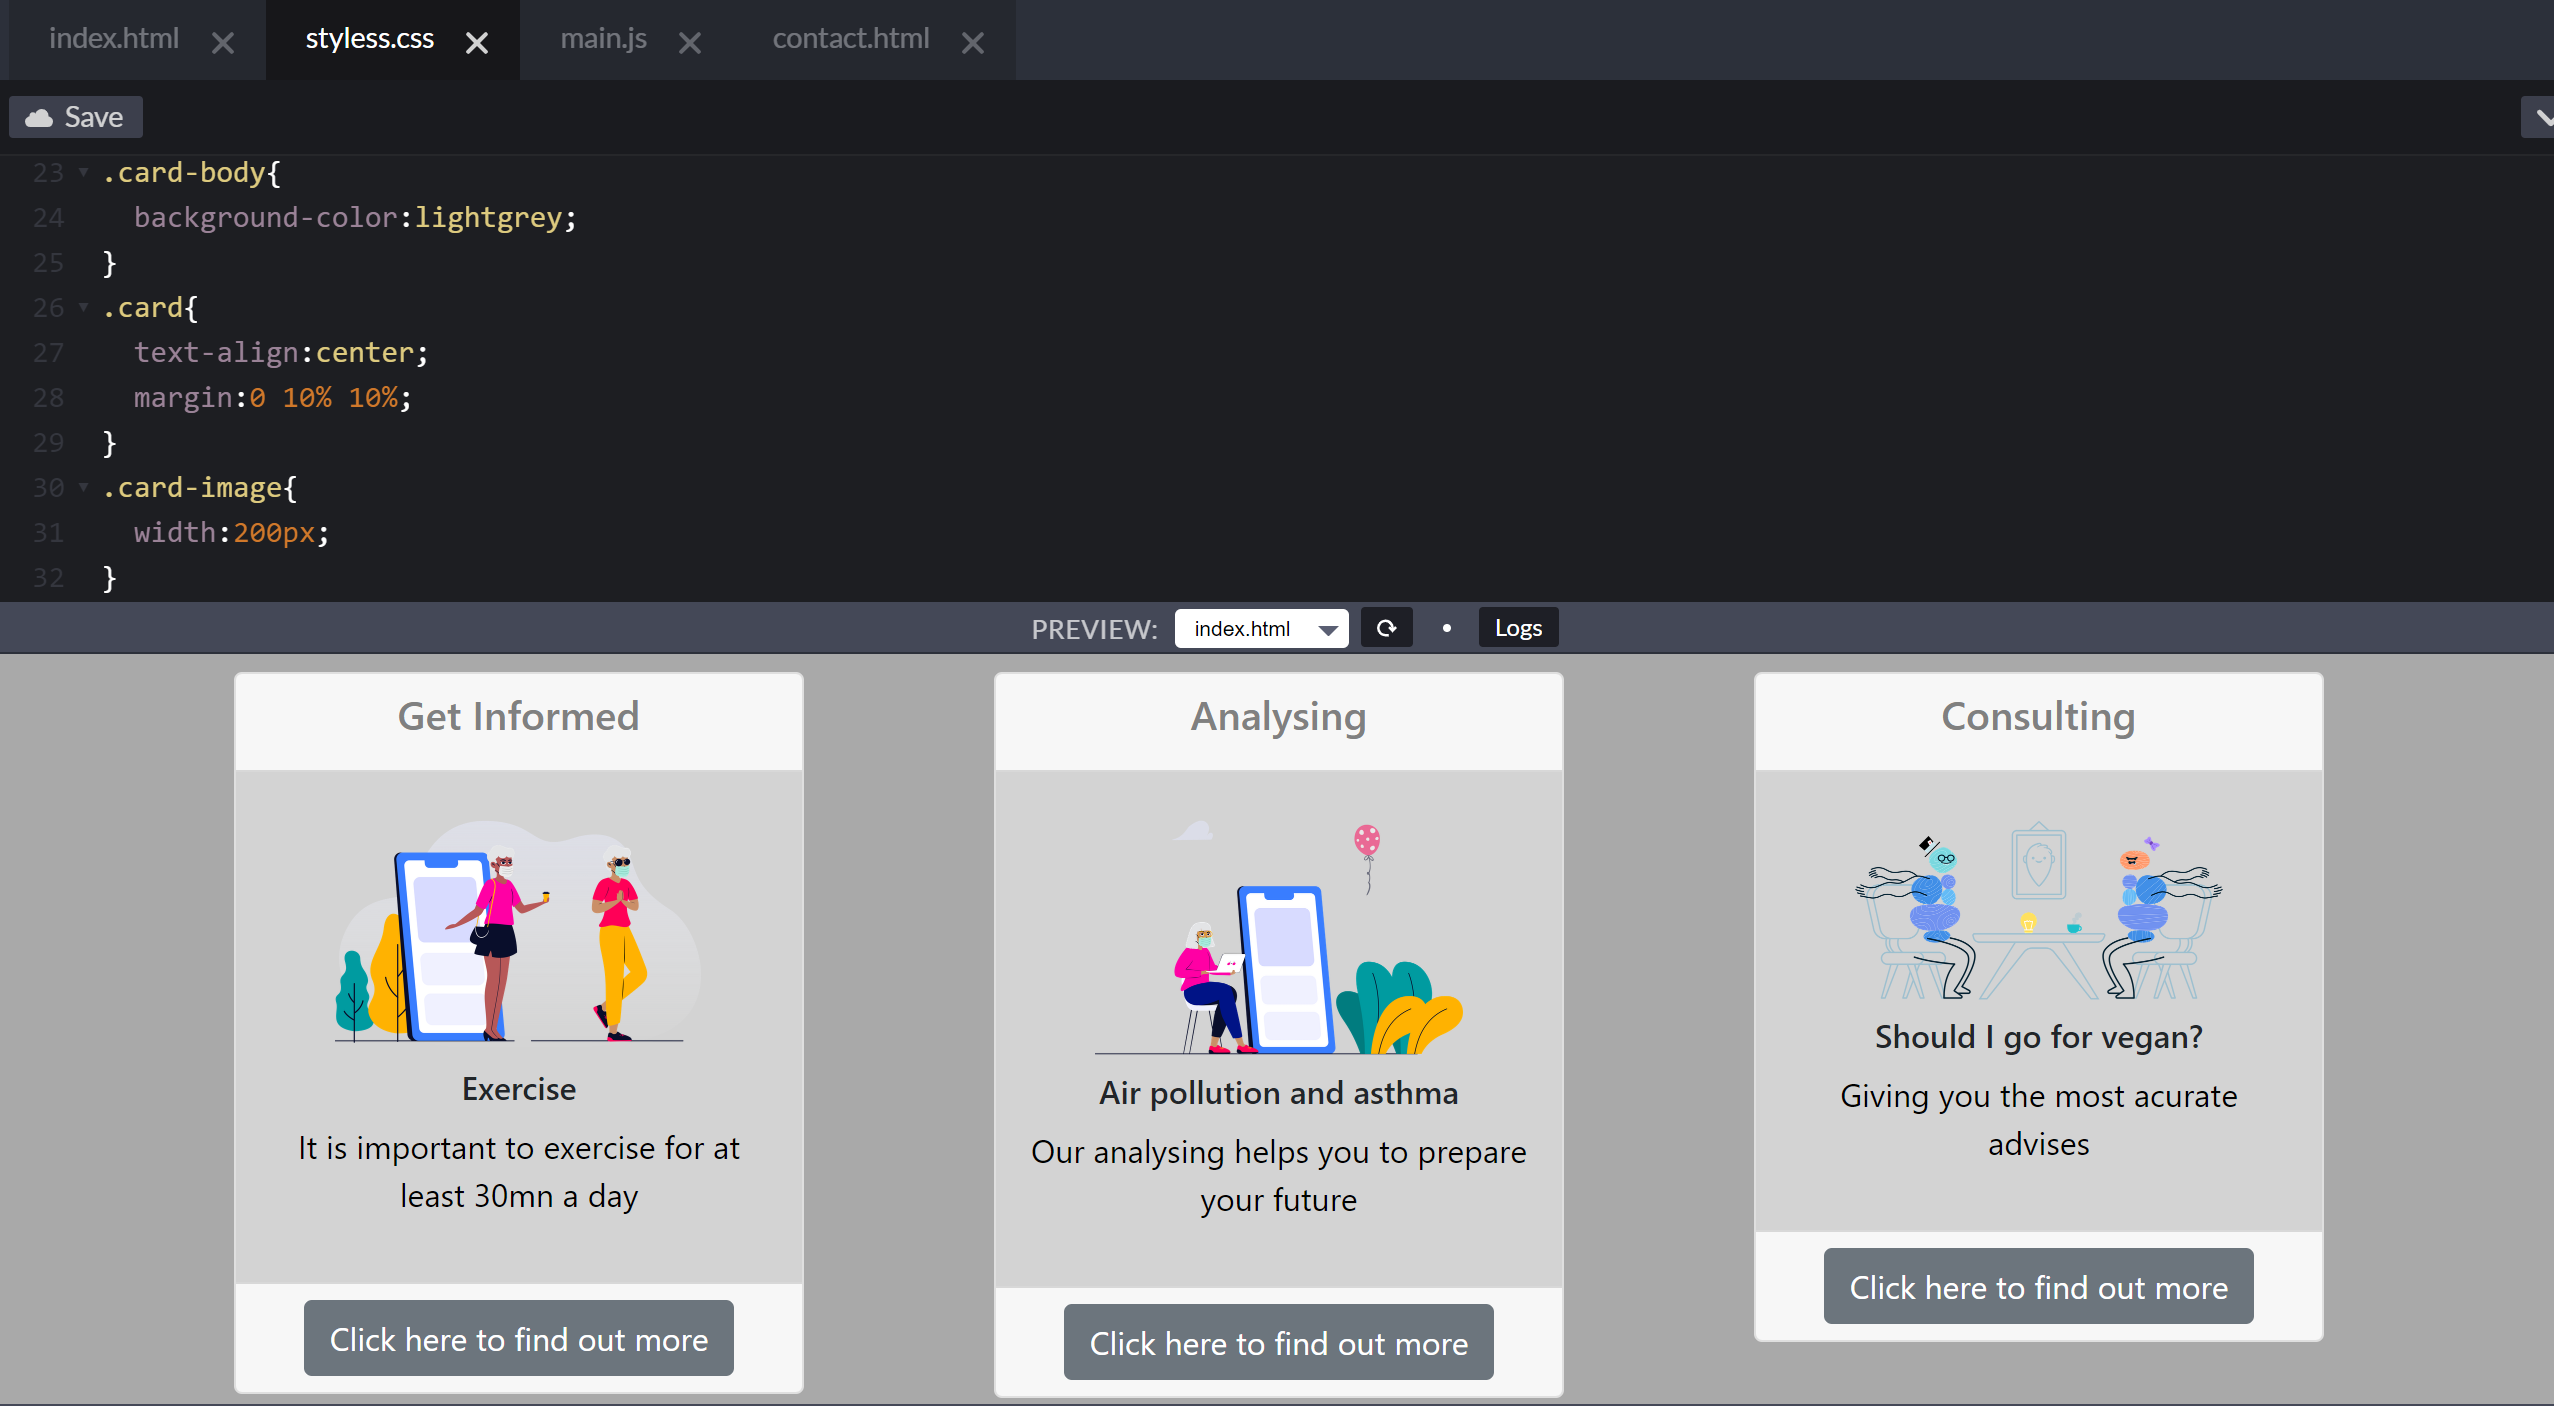 index.html
styless.css
main.js
contact.html
Save
23 .card-body{
24 background-color:lightgrey;
25 }
26 .card{
27 text-align:center;
28 margin:0 10% 10%;
29 }
30 .card-image{
31 width:200px;
32 }
PREVIEW: index.html Logs
Get Informed
Exercise
It is important to exercise for at
least 30mn a day
Click here to find out more
Analysing
Air pollution and asthma
Our analysing helps you to prepare
your future
Click here to find out more
Consulting
Should I go for vegan?
Giving you the most acurate
advises
Click here to find out more